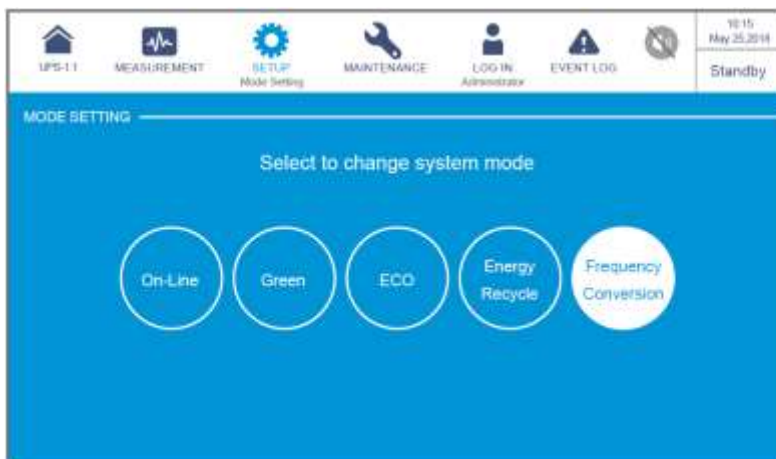 UPS-1.1
MEASUREMENT
SETUP
Mode Setting
MAINTENANCE
LOG IN
Administrator
EVENT LOG
10:15
May 25,2018
Standby
MODE SETTING
Select to change system mode
On-Line
Green
ECO
Energy
Recycle
Frequency
Conversion